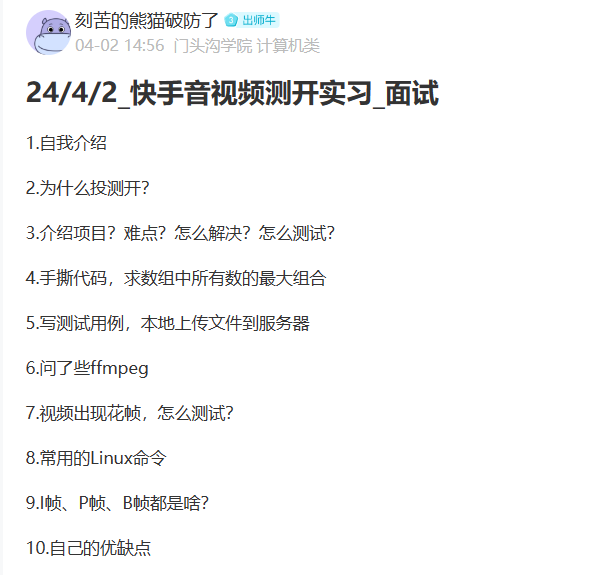 刻苦的熊猫破防了 3 出师牛
04-02 14:56 门头沟学院 计算机类
24/4/2_快手音视频测开实习_面试
1.自我介绍
2.为什么投测开？
3.介绍项目？难点？怎么解决？怎么测试？
4.手撕代码，求数组中所有数的最大组合
5.写测试用例，本地上传文件到服务器
6.问了些ffmpeg
7.视频出现花帧，怎么测试？
8.常用的Linux命令
9.I帧、P帧、B帧都是啥？
10.自己的优缺点